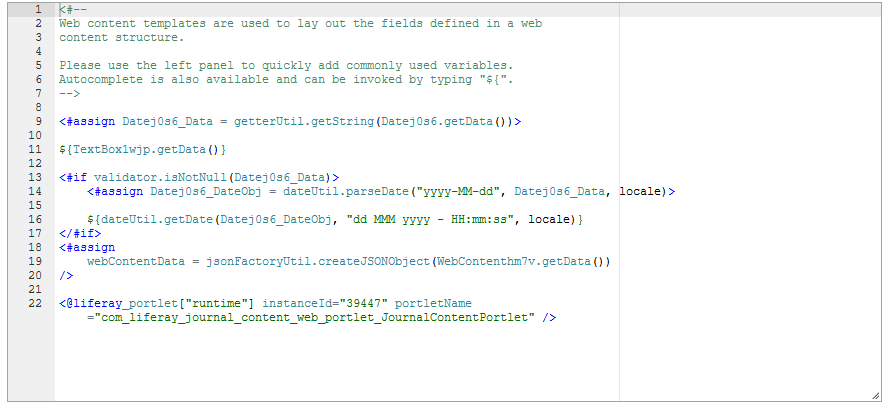 1 <#--
2 Web content templates are used to lay out the fields defined in a web
3 content structure.
4
5 Please use the left panel to quickly add commonly used variables.
6 Autocomplete is also available and can be invoked by typing "${".
7 -->
8
9 <#assign Datej0s6_Data = getterUtil.getString(Datej0s6.getData())>
10
11 ${TextBox1wjp.getData()}
12
13 <#if validator.isNotNull(Datej0s6_Data)>
14 <#assign Datej0s6_DateObj = dateUtil.parseDate("yyyy-MM-dd", Datej0s6_Data, locale)>
15
16 ${dateUtil.getDate(Datej0s6_DateObj, "dd MMM yyyy - HH:mm:ss", locale)}
17 </#if>
18 <#assign
19 webContentData = jsonFactoryUtil.createJSONObject(WebContenthm7v.getData())
20 />
21
22 <@liferay_portlet["runtime"] instanceId="39447" portletName
="com_liferay_journal_content_web_portlet_JournalContentPortlet" />